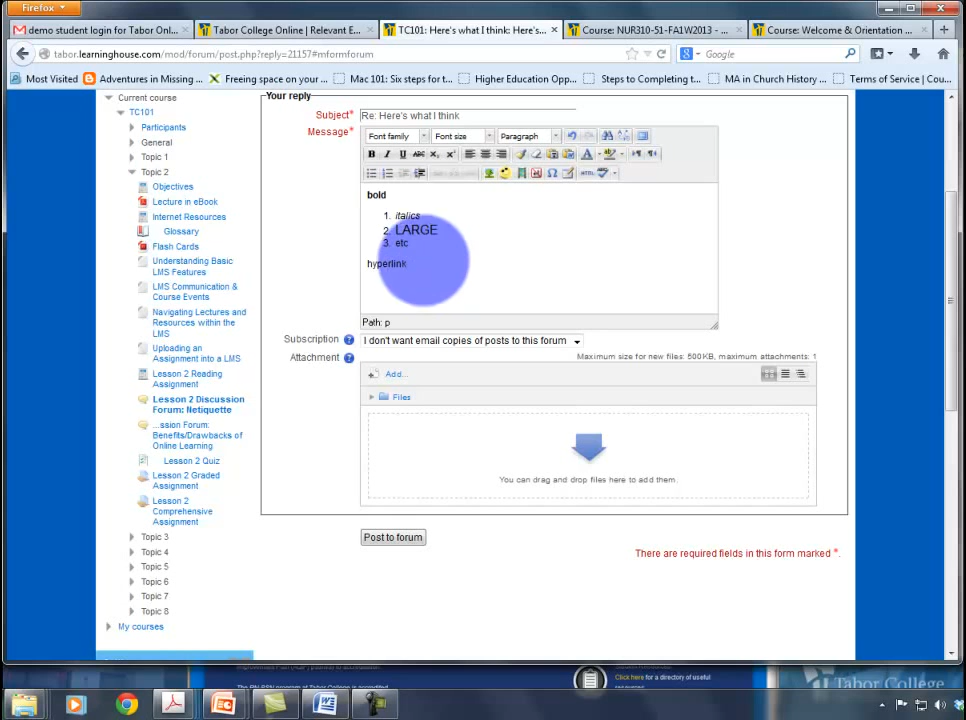 Firefox
demo student login for Tabor Onl...
Tabor College Online | Relevant E...
TC101: Here's what I think: Here's...
Course: NUR310-51-FA1W2013 - ...
Course: Welcome & Orientation ...
tabor.learninghouse.com/mod/forum/post.php?reply=21157#mformforum
Google
Most Visited
Adventures in Missing ...
Freeing space on your ...
Mac 101: Six steps for t...
Higher Education Opp...
Steps to Completing t...
MA in Church History ...
Terms of Service | Cou...
Current course
TC101
Participants
General
Topic 1
Topic 2
Objectives
Lecture in eBook
Internet Resources
Glossary
Flash Cards
Understanding Basic
LMS Features
LMS Communication &
Course Events
Navigating Lectures and
Resources within the
LMS
Uploading an
Assignment into a LMS
Lesson 2 Reading
Assignment
Lesson 2 Discussion
Forum: Netiquette
...ssion Forum:
Benefits/Drawbacks of
Online Learning
Lesson 2 Quiz
Lesson 2 Graded
Assignment
Lesson 2
Comprehensive
Assignment
Topic 3
Topic 4
Topic 5
Topic 6
Topic 7
Topic 8
My courses
Your reply
Subject*
Re: Here's what I think
Message*
Font family
Font size
Paragraph
B I U ABC x₂ x²
HTML
bold
1. italics
2. LARGE
3. etc
hyperlink
Path: p
Subscription
I don't want email copies of posts to this forum
Attachment
Maximum size for new files: 500KB, maximum attachments: 1
Add...
Files
You can drag and drop files here to add them.
Post to forum
There are required fields in this form marked *.
Click here for a directory of useful
Tabor College